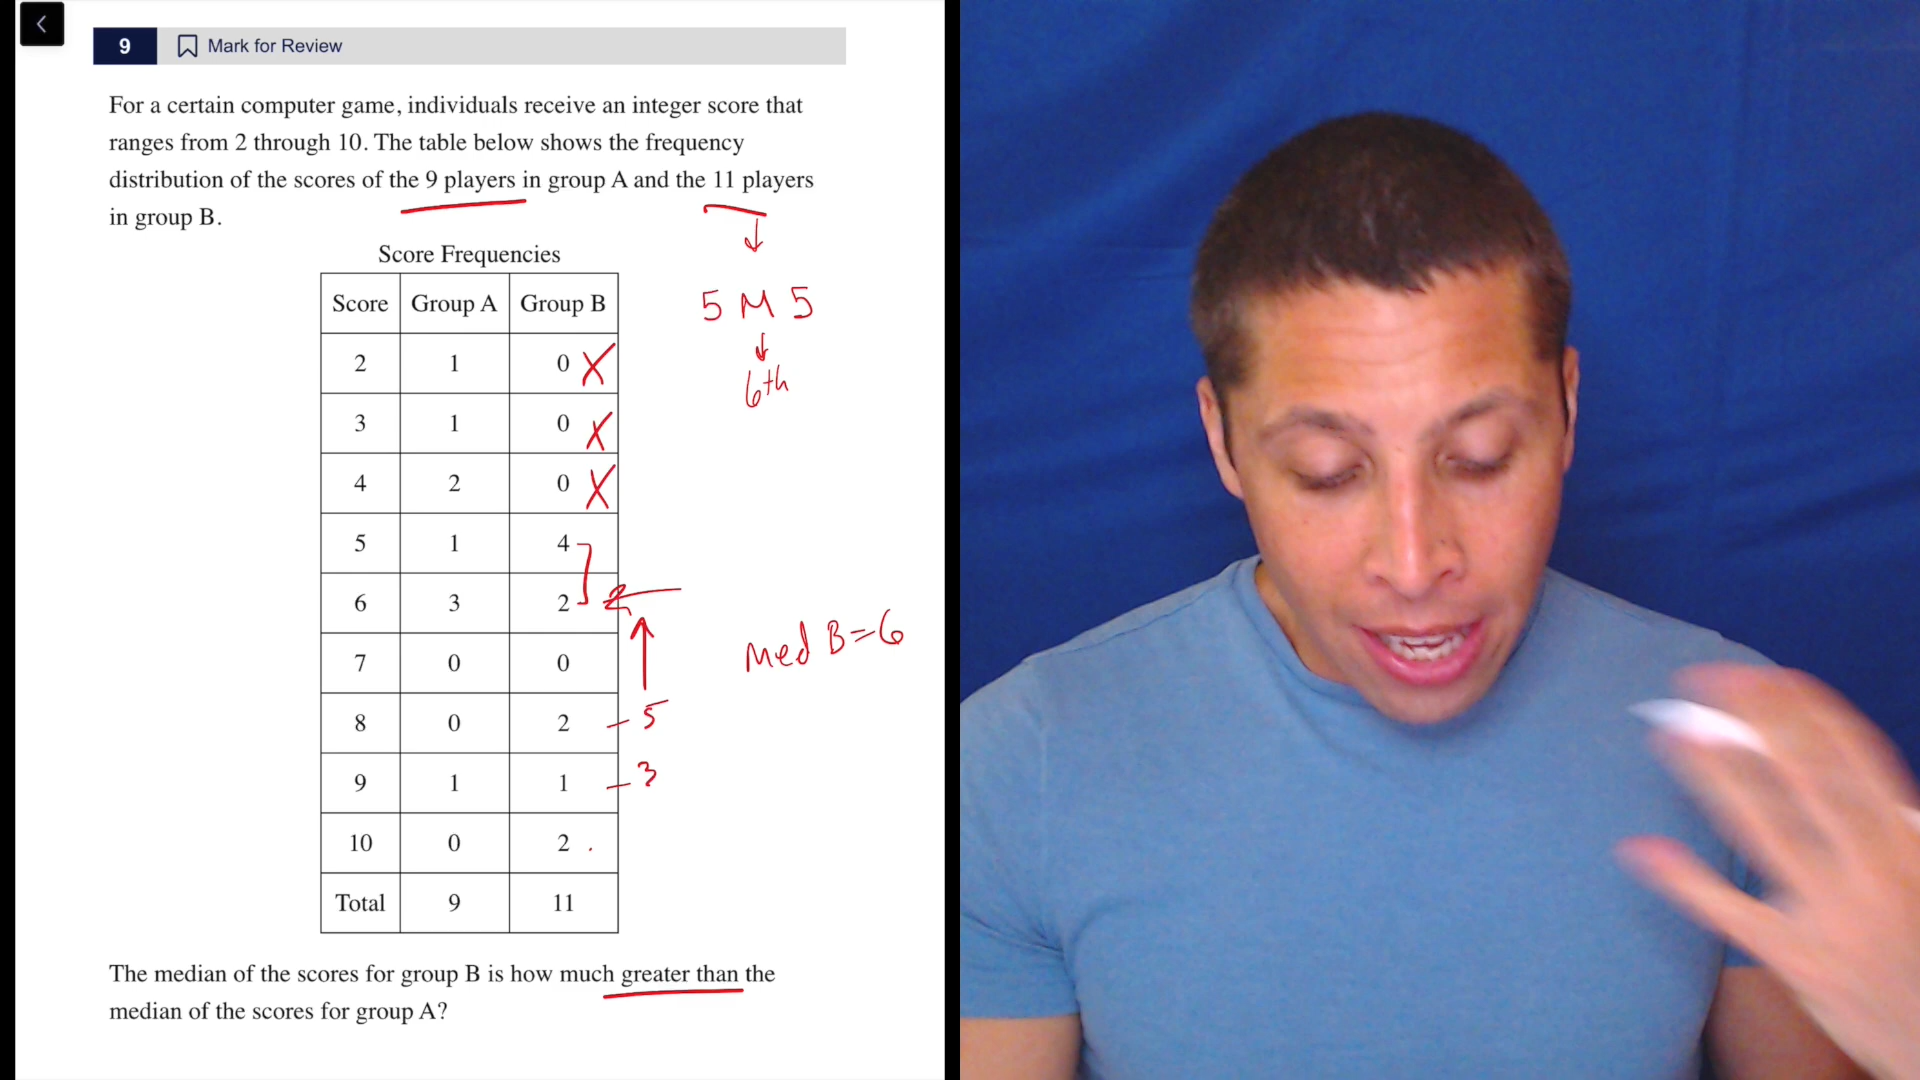 9 Mark for Review
For a certain computer game, individuals receive an integer score that
ranges from 2 through 10. The table below shows the frequency
distribution of the scores of the 9 players in group A and the 11 players
in group B.
Score Frequencies
Score Group A Group B
2 1 0 X
3 1 0 X
4 2 0 X
5 1 4
6 3 2
7 0 0
8 0 2 - 5
9 1 1 - 3
10 0 2 .
Total 9 11
5 M 5
6th
Med B=6
The median of the scores for group B is how much greater than the
median of the scores for group A?